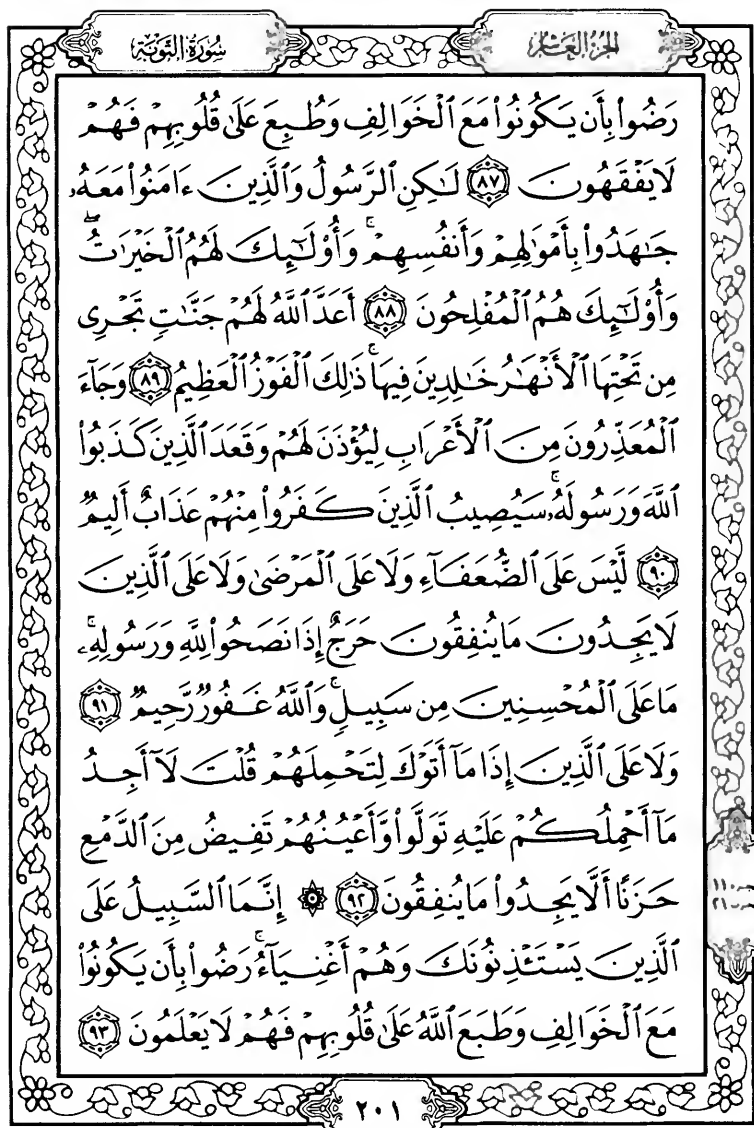 سُورَةُ التَّوْبَةِ
الجُزْءُ العَاشِرُ
رَضُوا۟ بِأَن يَكُونُوا۟ مَعَ ٱلْخَوَالِفِ وَطُبِعَ عَلَىٰ قُلُوبِهِمْ فَهُمْ
لَا يَفْقَهُونَ ٨٧ لَٰكِنِ ٱلرَّسُولُ وَٱلَّذِينَ ءَامَنُوا۟ مَعَهُۥ
جَٰهَدُوا۟ بِأَمْوَٰلِهِمْ وَأَنفُسِهِمْ ۚ وَأُو۟لَٰٓئِكَ لَهُمُ ٱلْخَيْرَٰتُ ۖ
وَأُو۟لَٰٓئِكَ هُمُ ٱلْمُفْلِحُونَ ٨٨ أَعَدَّ ٱللَّهُ لَهُمْ جَنَّٰتٍ تَجْرِى
مِن تَحْتِهَا ٱلْأَنْهَٰرُ خَٰلِدِينَ فِيهَا ۚ ذَٰلِكَ ٱلْفَوْزُ ٱلْعَظِيمُ ٨٩ وَجَآءَ
ٱلْمُعَذِّرُونَ مِنَ ٱلْأَعْرَابِ لِيُؤْذَنَ لَهُمْ وَقَعَدَ ٱلَّذِينَ كَذَبُوا۟
ٱللَّهَ وَرَسُولَهُۥ ۚ سَيُصِيبُ ٱلَّذِينَ كَفَرُوا۟ مِنْهُمْ عَذَابٌ أَلِيمٌ
٩٠ لَّيْسَ عَلَى ٱلضُّعَفَآءِ وَلَا عَلَى ٱلْمَرْضَىٰ وَلَا عَلَى ٱلَّذِينَ
لَا يَجِدُونَ مَا يُنفِقُونَ حَرَجٌ إِذَا نَصَحُوا۟ لِلَّهِ وَرَسُولِهِۦ ۚ
مَا عَلَى ٱلْمُحْسِنِينَ مِن سَبِيلٍ ۚ وَٱللَّهُ غَفُورٌ رَّحِيمٌ ٩١
وَلَا عَلَى ٱلَّذِينَ إِذَا مَآ أَتَوْكَ لِتَحْمِلَهُمْ قُلْتَ لَآ أَجِدُ
مَآ أَحْمِلُكُمْ عَلَيْهِ تَوَلَّوا۟ وَّأَعْيُنُهُمْ تَفِيضُ مِنَ ٱلدَّمْعِ
حَزَنًا أَلَّا يَجِدُوا۟ مَا يُنفِقُونَ ٩٢ ۞ إِنَّمَا ٱلسَّبِيلُ عَلَى
ٱلَّذِينَ يَسْتَـْٔذِنُونَكَ وَهُمْ أَغْنِيَآءُ ۚ رَضُوا۟ بِأَن يَكُونُوا۟
مَعَ ٱلْخَوَالِفِ وَطَبَعَ ٱللَّهُ عَلَىٰ قُلُوبِهِمْ فَهُمْ لَا يَعْلَمُونَ ٩٣
٢٠١